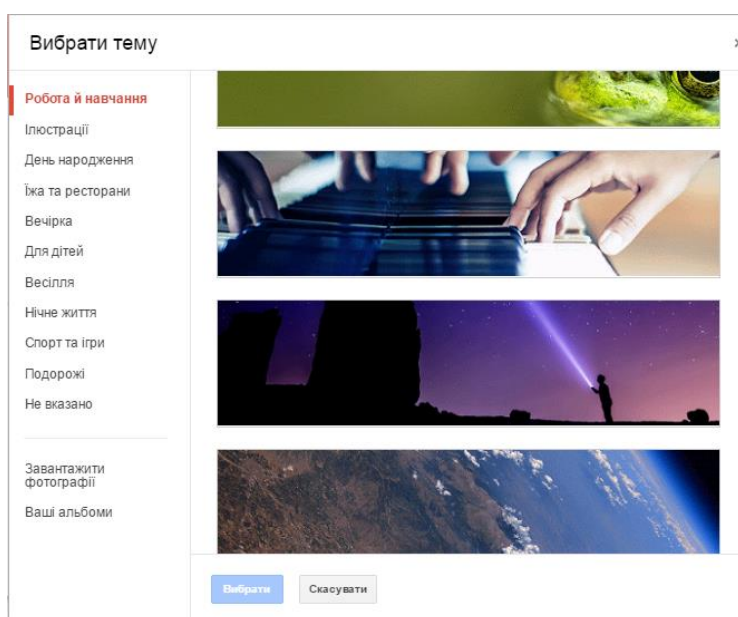 Вибрати тему
Робота й навчання
Ілюстрації
День народження
Їжа та ресторани
Вечірка
Для дітей
Весілля
Нічне життя
Спорт та ігри
Подорожі
Не вказано
Завантажити
фотографії
Ваші альбоми
Вибрати
Скасувати